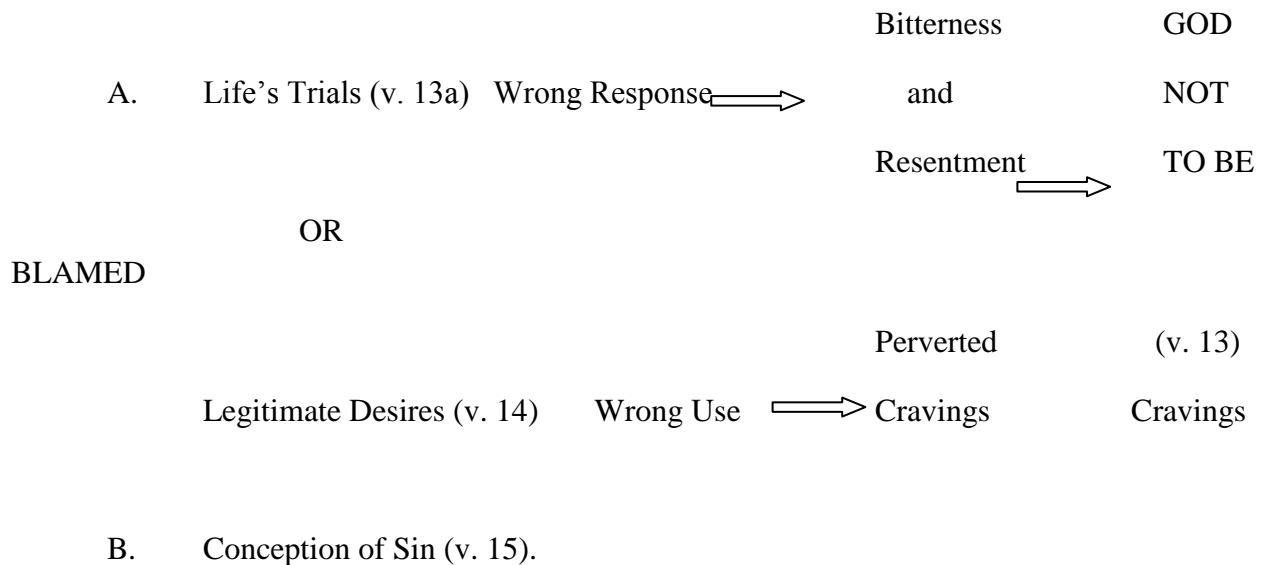 Bitterness GOD
A. Life’s Trials (v. 13a) Wrong Response and NOT
Resentment TO BE
OR
BLAMED
Perverted (v. 13)
Legitimate Desires (v. 14) Wrong Use Cravings Cravings
B. Conception of Sin (v. 15).